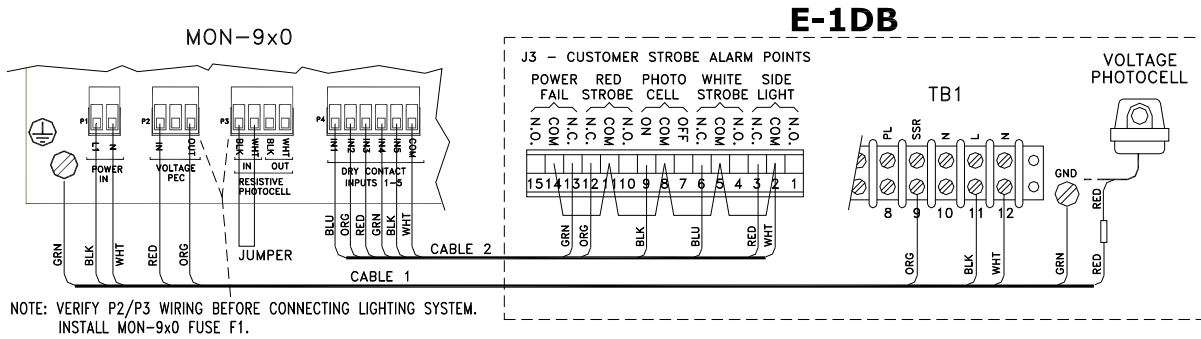 E-1DB
MON-9x0
J3 - CUSTOMER STROBE ALARM POINTS
POWER FAIL
RED STROBE
PHOTO CELL
WHITE STROBE
SIDE LIGHT
N.O. COM N.C. N.C. COM N.O. ON COM OFF N.C. COM N.O. N.C. COM N.O.
15 14 13 12 11 10 9 8 7 6 5 4 3 2 1
TB1
PL SSR N L N
8 9 10 11 12
VOLTAGE
PHOTOCELL
GND
P1 P2 P3 P4
L1 N
POWER
IN
IN OUT
VOLTAGE
PEC
BLK WHT BLK WHT
IN OUT
RESISTIVE
PHOTOCELL
IN1 IN2 IN3 IN4 IN5 COM
DRY CONTACT
INPUTS 1-5
JUMPER
GRN BLK WHT RED ORG
BLU ORG RED GRN BLK WHT
GRN ORG BLK BLU RED WHT
ORG BLK WHT GRN RED RED
CABLE 2
CABLE 1
NOTE: VERIFY P2/P3 WIRING BEFORE CONNECTING LIGHTING SYSTEM.
INSTALL MON-9x0 FUSE F1.